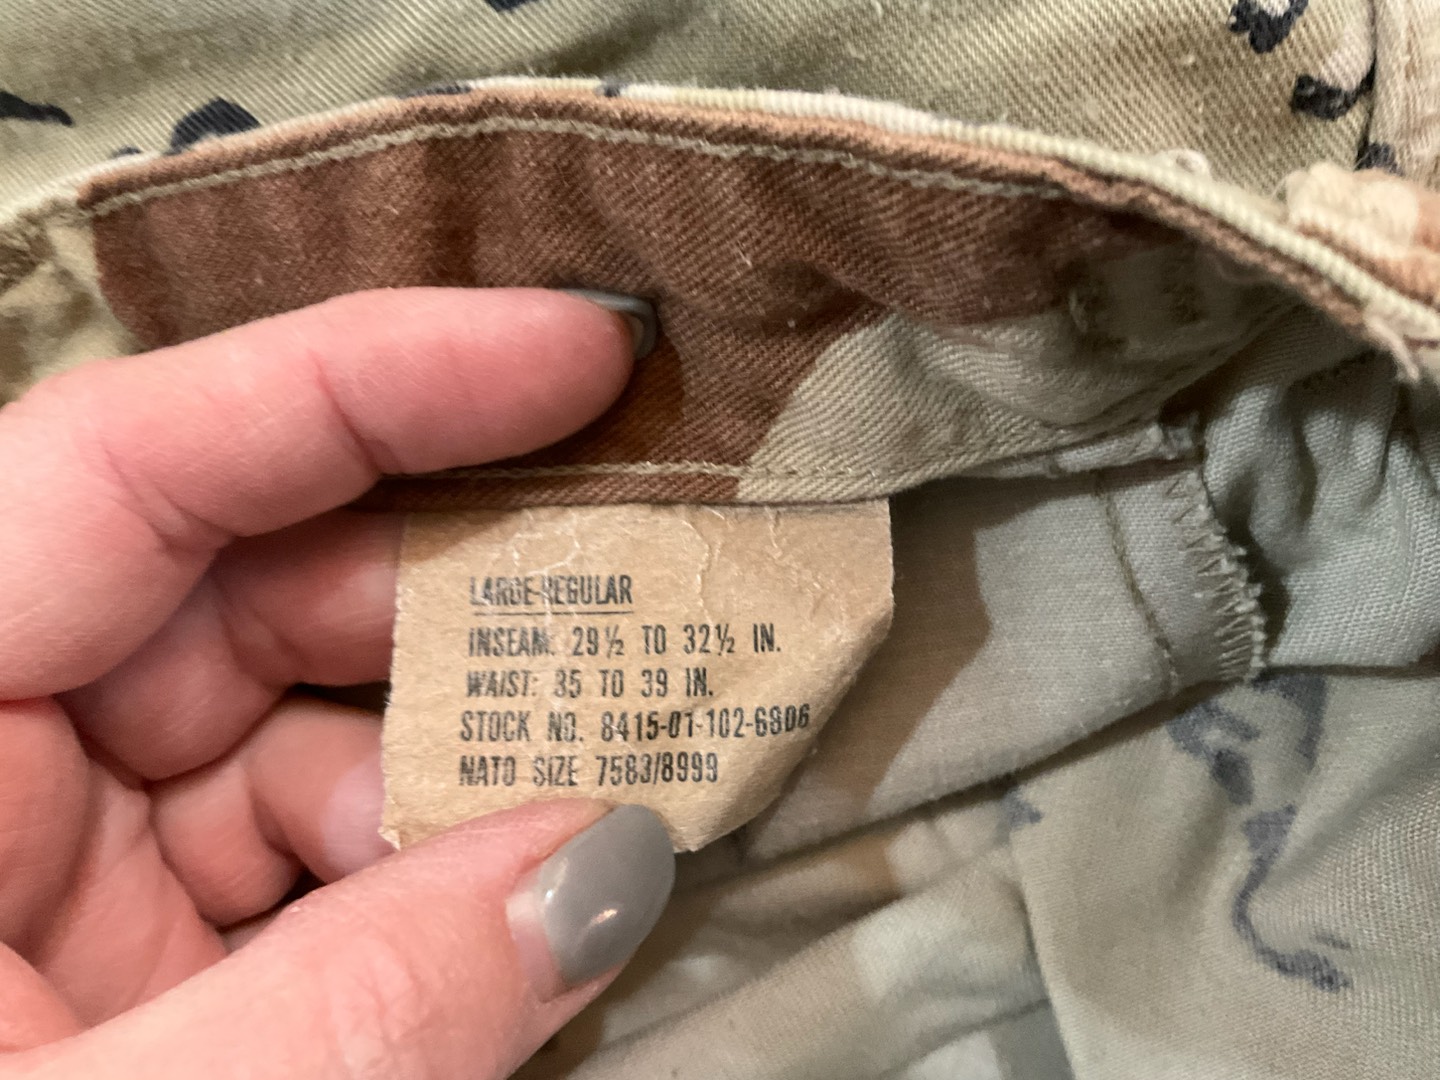 LARGE-REGULAR
INSEAM: 29½ TO 32½ IN.
WAIST: 35 TO 39 IN.
STOCK NO. 8415-01-102-6806
NATO SIZE 7583/8999